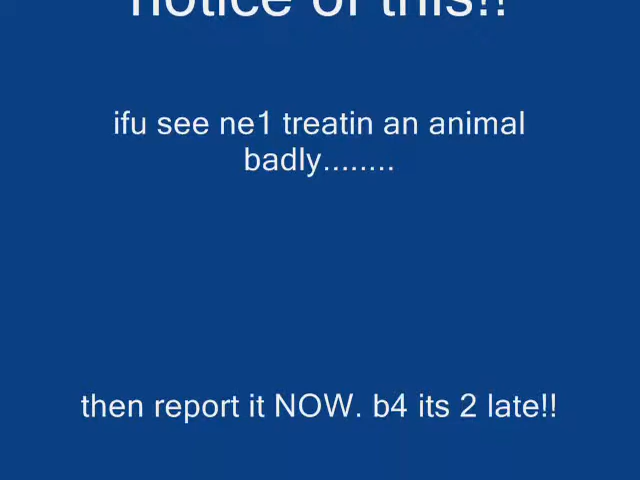 notice of this!!
ifu see ne1 treatin an animal
badly........
then report it NOW. b4 its 2 late!!